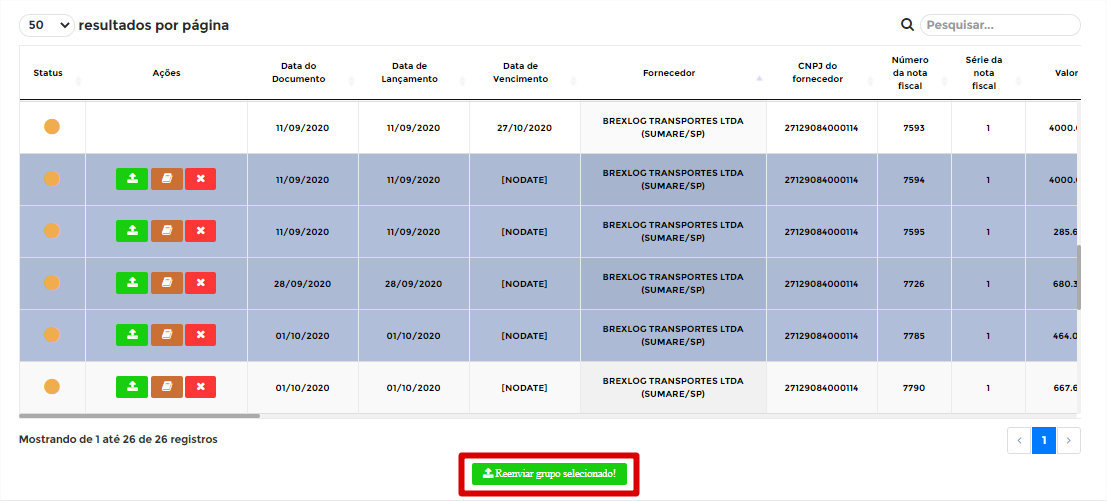 50 resultados por página
Pesquisar...
Status Ações Data do Documento Data de Lançamento Data de Vencimento Fornecedor CNPJ do fornecedor Número da nota fiscal Série da nota fiscal Valor
11/09/2020 11/09/2020 27/10/2020 BREXLOG TRANSPORTES LTDA (SUMARE/SP) 27129084000114 7593 1 4000.
11/09/2020 11/09/2020 [NODATE] BREXLOG TRANSPORTES LTDA (SUMARE/SP) 27129084000114 7594 1 4000.
11/09/2020 11/09/2020 [NODATE] BREXLOG TRANSPORTES LTDA (SUMARE/SP) 27129084000114 7595 1 285.6
28/09/2020 28/09/2020 [NODATE] BREXLOG TRANSPORTES LTDA (SUMARE/SP) 27129084000114 7726 1 680.3
01/10/2020 01/10/2020 [NODATE] BREXLOG TRANSPORTES LTDA (SUMARE/SP) 27129084000114 7785 1 464.0
01/10/2020 01/10/2020 [NODATE] BREXLOG TRANSPORTES LTDA (SUMARE/SP) 27129084000114 7790 1 667.6
Mostrando de 1 até 26 de 26 registros
‹ 1 ›
Reenviar grupo selecionado!